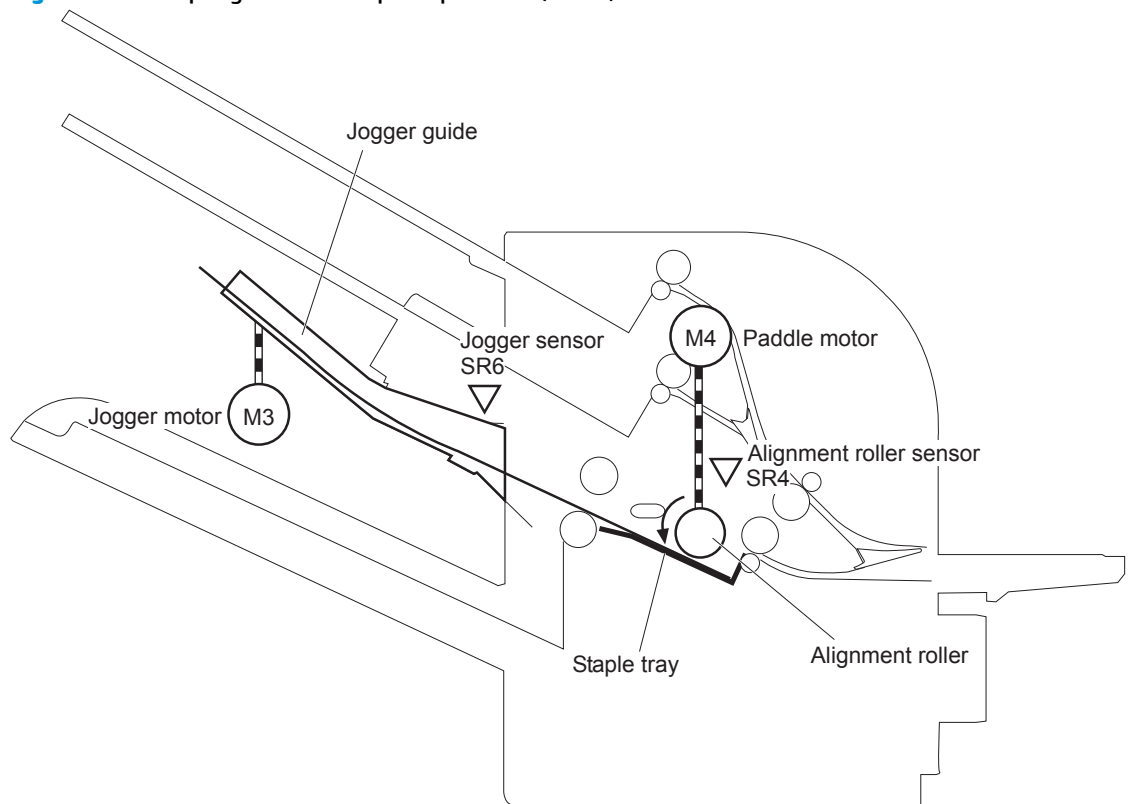 Jogger guide
Jogger sensor
SR6
M4
Paddle motor
Jogger motor
M3
Alignment roller sensor
SR4
Staple tray
Alignment roller